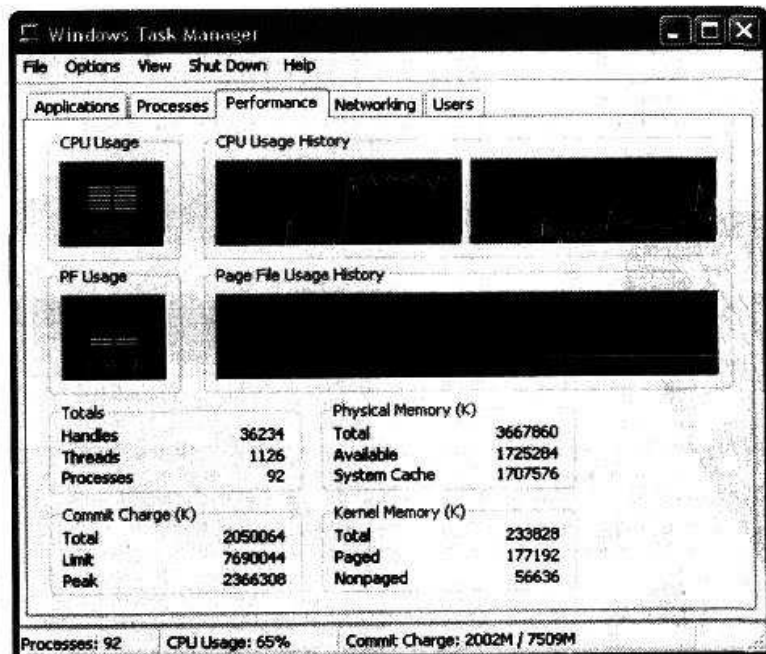 Windows Task Manager
File Options View Shut Down Help
Applications Processes Performance Networking Users
CPU Usage CPU Usage History
PF Usage Page File Usage History
Totals
Handles 36234
Threads 1126
Processes 92
Physical Memory (K)
Total 3667860
Available 1725284
System Cache 1707576
Commit Charge (K)
Total 2050064
Limit 7690044
Peak 2366308
Kernel Memory (K)
Total 233828
Paged 177192
Nonpaged 56636
Processes: 92 CPU Usage: 65% Commit Charge: 2002M / 7509M